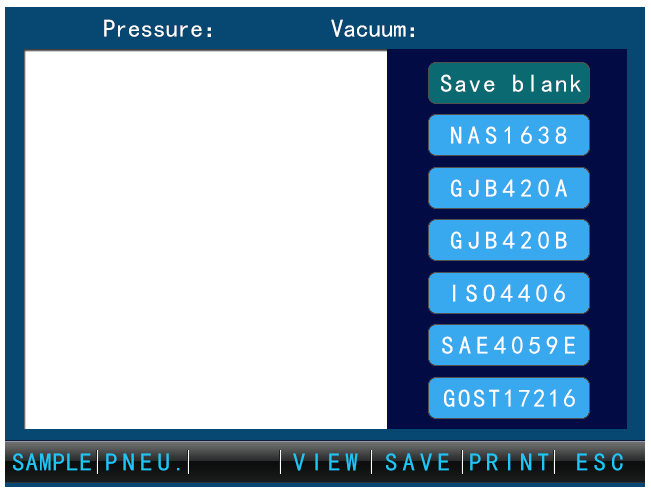 Pressure: Vacuum:
Save blank
NAS1638
GJB420A
GJB420B
ISO4406
SAE4059E
GOST17216
SAMPLE PNEU. VIEW SAVE PRINT ESC